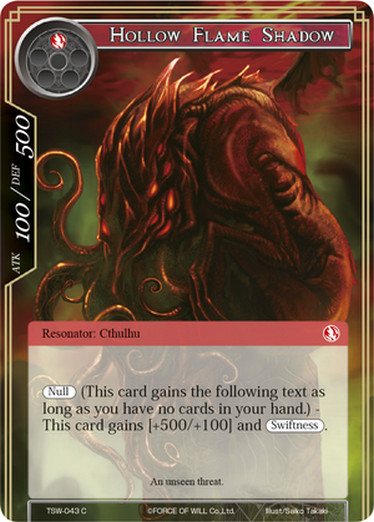 Hollow Flame Shadow
ATK 100 / DEF 500
Resonator: Cthulhu
Null (This card gains the following text as
long as you have no cards in your hand.) -
This card gains [+500/+100] and Swiftness.
An unseen threat.
TSW-043 C ©FORCE OF WILL Co.,Ltd. Illust/Saiko Takaki